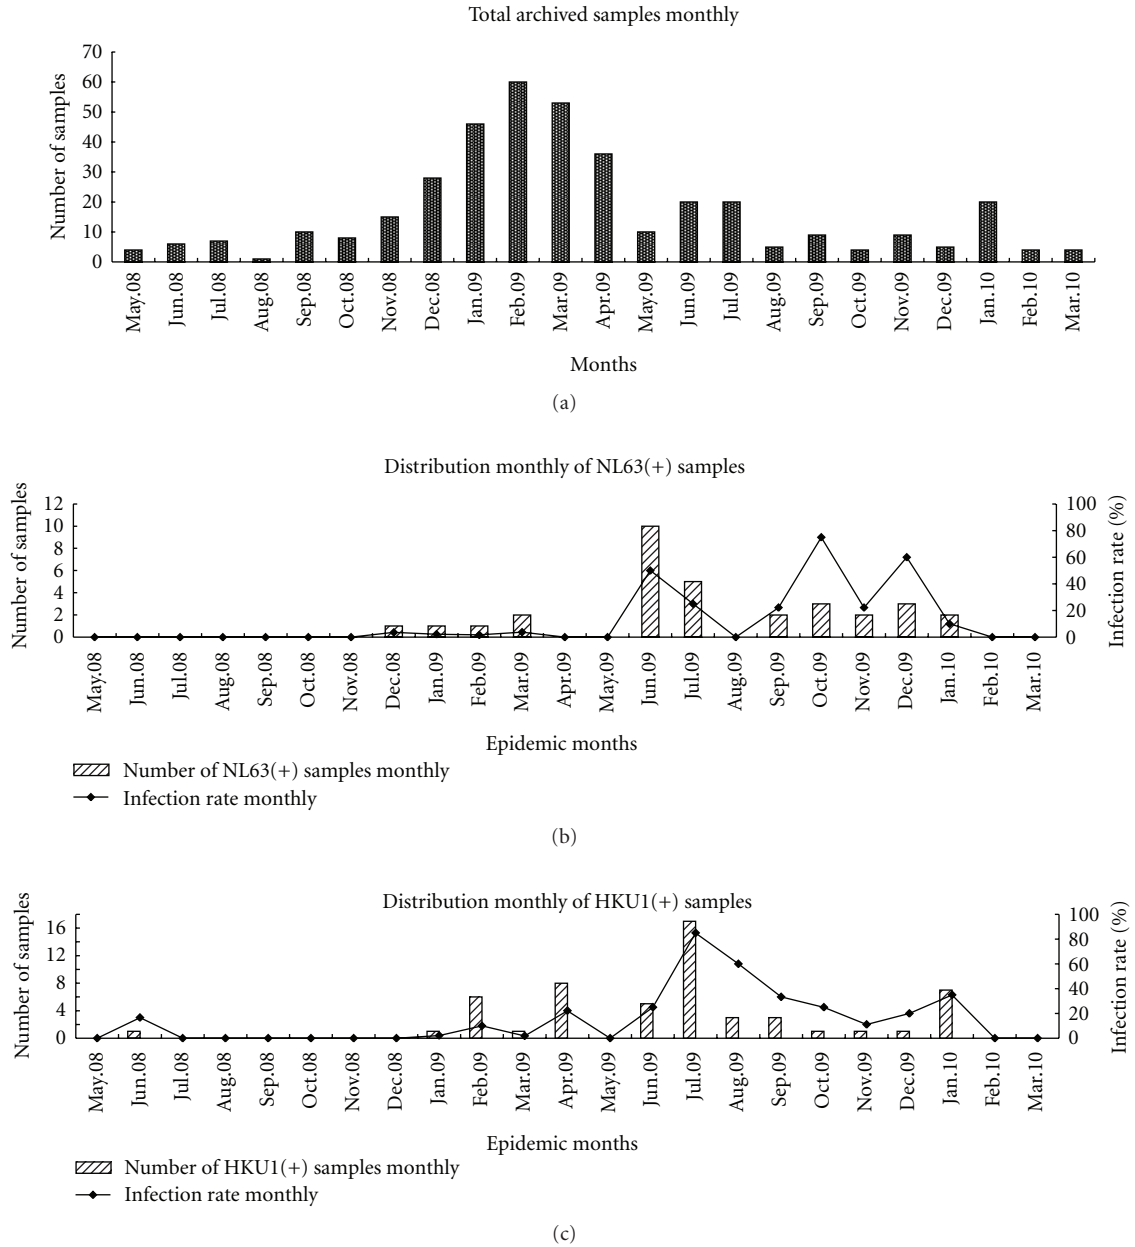 Total archived samples monthly
Number of samples
70
60
50
40
30
20
10
0
May.08 Jun.08 Jul.08 Aug.08 Sep.08 Oct.08 Nov.08 Dec.08 Jan.09 Feb.09 Mar.09 Apr.09 May.09 Jun.09 Jul.09 Aug.09 Sep.09 Oct.09 Nov.09 Dec.09 Jan.10 Feb.10 Mar.10
Months
(a)
Distribution monthly of NL63(+) samples
Number of samples
12
10
8
6
4
2
0
100
80
60
40
20
0
Infection rate (%)
May.08 Jun.08 Jul.08 Aug.08 Sep.08 Oct.08 Nov.08 Dec.08 Jan.09 Feb.09 Mar.09 Apr.09 May.09 Jun.09 Jul.09 Aug.09 Sep.09 Oct.09 Nov.09 Dec.09 Jan.10 Feb.10 Mar.10
Epidemic months
Number of NL63(+) samples monthly
Infection rate monthly
(b)
Distribution monthly of HKU1(+) samples
Number of samples
16
12
8
4
0
100
80
60
40
20
0
Infection rate (%)
May.08 Jun.08 Jul.08 Aug.08 Sep.08 Oct.08 Nov.08 Dec.08 Jan.09 Feb.09 Mar.09 Apr.09 May.09 Jun.09 Jul.09 Aug.09 Sep.09 Oct.09 Nov.09 Dec.09 Jan.10 Feb.10 Mar.10
Epidemic months
Number of HKU1(+) samples monthly
Infection rate monthly
(c)